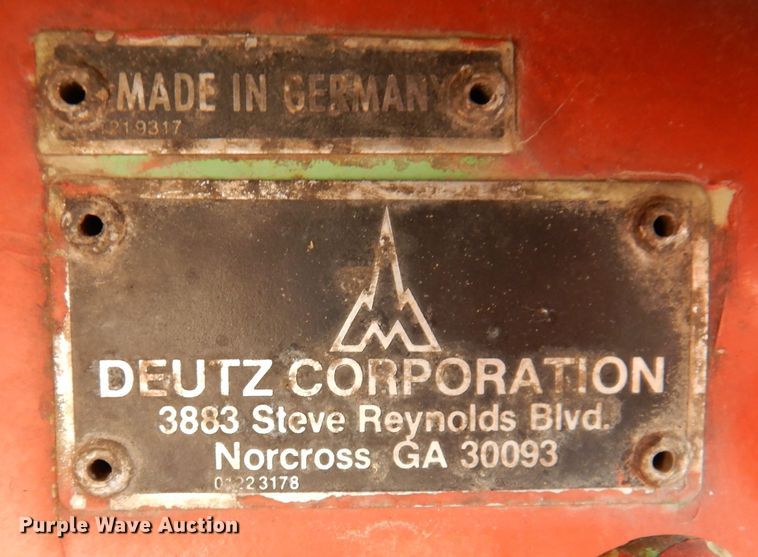 MADE IN GERMANY
DEUTZ CORPORATION
3883 Steve Reynolds Blvd.
Norcross, GA 30093
Purple Wave Auction